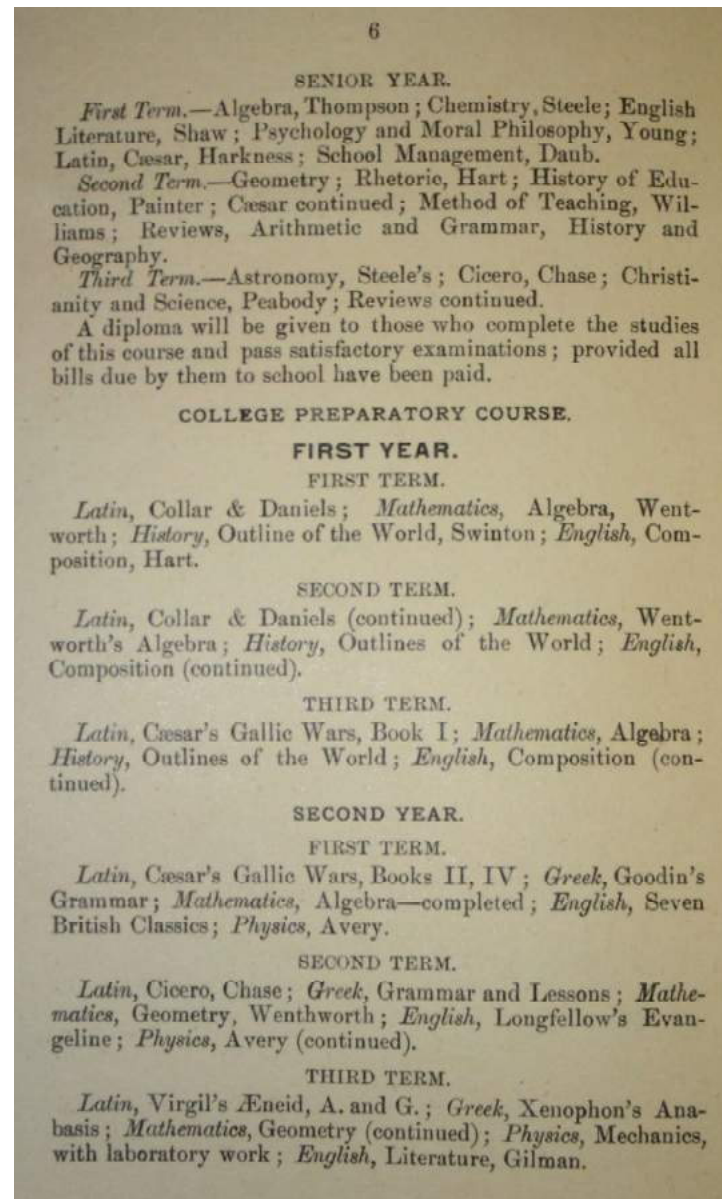 6
SENIOR YEAR.
First Term.—Algebra, Thompson; Chemistry, Steele; English
Literature, Shaw; Psychology and Moral Philosophy, Young;
Latin, Cæsar, Harkness; School Management, Daub.
Second Term.—Geometry; Rhetoric, Hart; History of Edu-
cation, Painter; Cæsar continued; Method of Teaching, Wil-
liams; Reviews, Arithmetic and Grammar, History and
Geography.
Third Term.—Astronomy, Steele's; Cicero, Chase; Christi-
anity and Science, Peabody; Reviews continued.
A diploma will be given to those who complete the studies
of this course and pass satisfactory examinations; provided all
bills due by them to school have been paid.
COLLEGE PREPARATORY COURSE.
FIRST YEAR.
FIRST TERM.
Latin, Collar & Daniels; Mathematics, Algebra, Went-
worth; History, Outline of the World, Swinton; English, Com-
position, Hart.
SECOND TERM.
Latin, Collar & Daniels (continued); Mathematics, Went-
worth's Algebra; History, Outlines of the World; English,
Composition (continued).
THIRD TERM.
Latin, Cæsar's Gallic Wars, Book I; Mathematics, Algebra;
History, Outlines of the World; English, Composition (con-
tinued).
SECOND YEAR.
FIRST TERM.
Latin, Cæsar's Gallic Wars, Books II, IV; Greek, Goodin's
Grammar; Mathematics, Algebra—completed; English, Seven
British Classics; Physics, Avery.
SECOND TERM.
Latin, Cicero, Chase; Greek, Grammar and Lessons; Mathe-
matics, Geometry, Wenthworth; English, Longfellow's Evan-
geline; Physics, Avery (continued).
THIRD TERM.
Latin, Virgil's Æneid, A. and G.; Greek, Xenophon's Ana-
basis; Mathematics, Geometry (continued); Physics, Mechanics,
with laboratory work; English, Literature, Gilman.